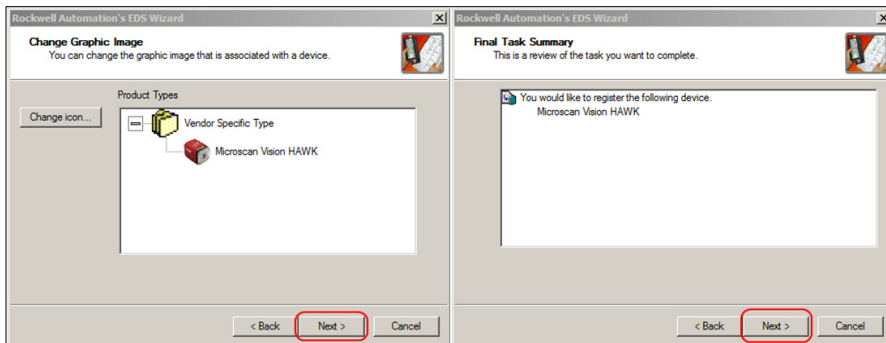 Rockwell Automation's EDS Wizard
Change Graphic Image
You can change the graphic image that is associated with a device.
Product Types
Change icon...
Vendor Specific Type
Microscan Vision HAWK
< Back
Next >
Cancel
Rockwell Automation's EDS Wizard
Final Task Summary
This is a review of the task you want to complete.
You would like to register the following device.
Microscan Vision HAWK
< Back
Next >
Cancel